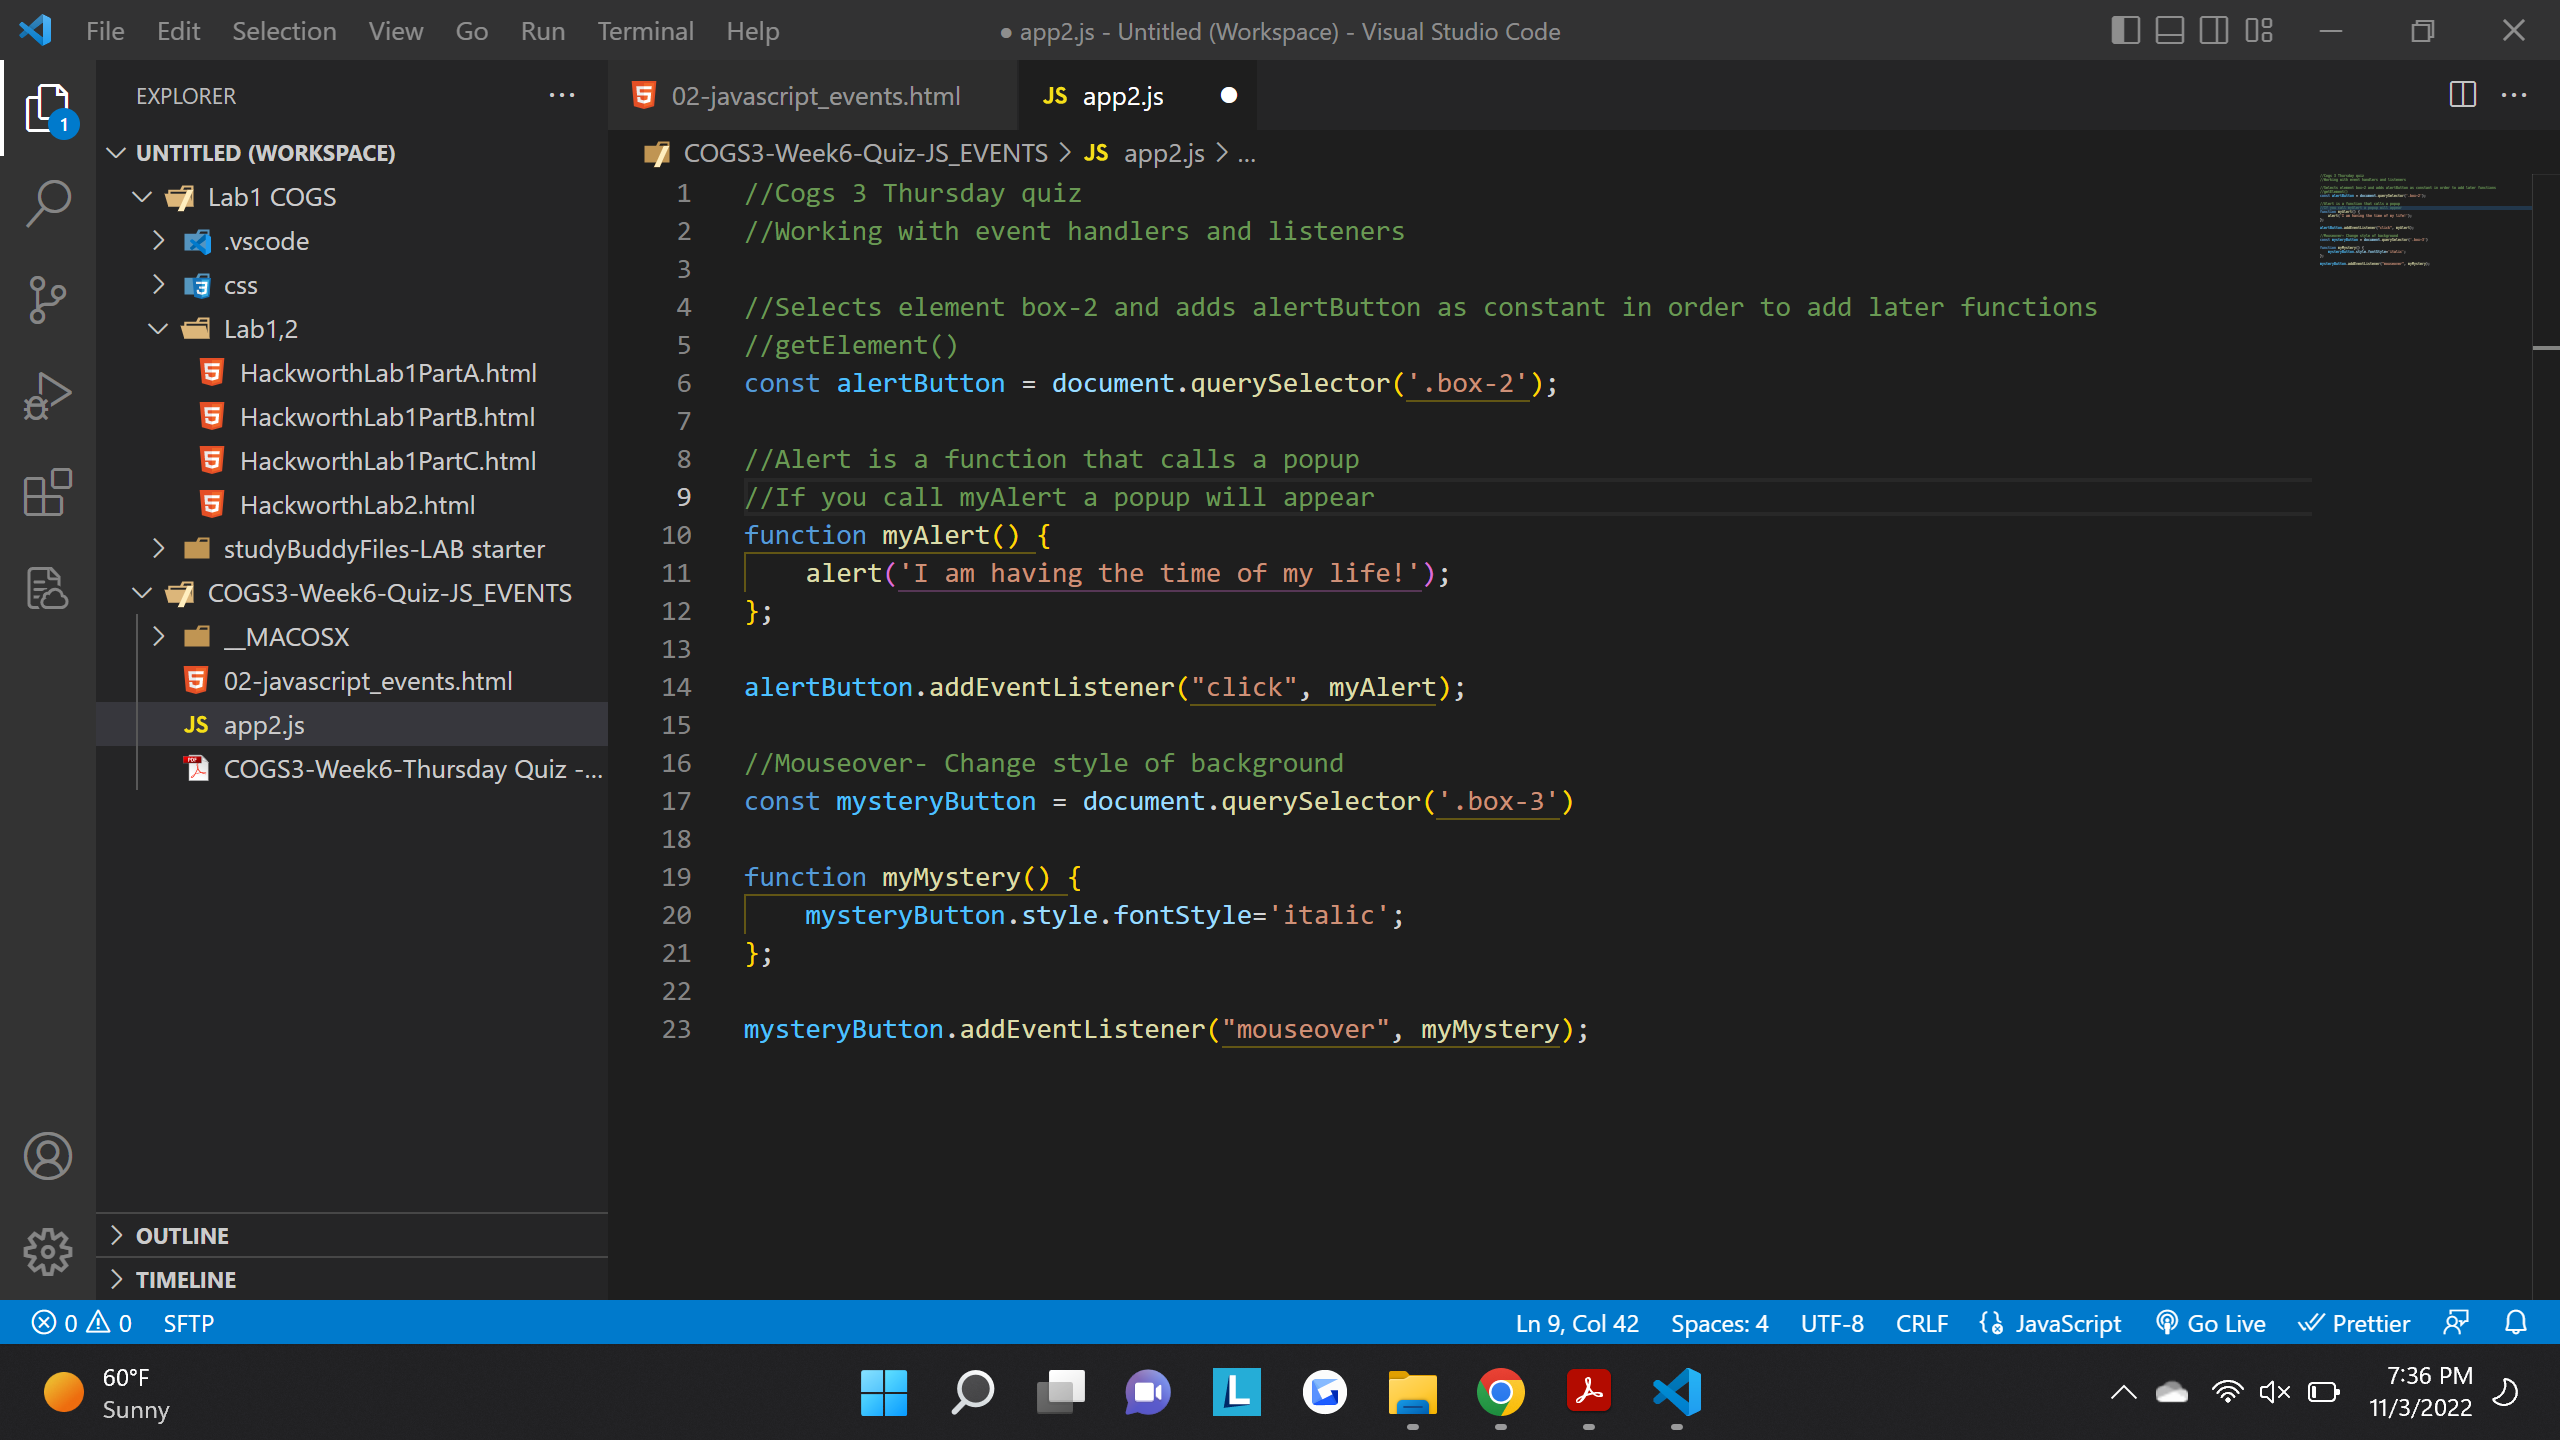 File Edit Selection View Go Run Terminal Help
● app2.js - Untitled (Workspace) - Visual Studio Code
EXPLORER
1
UNTITLED (WORKSPACE)
Lab1 COGS
.vscode
css
Lab1,2
HackworthLab1PartA.html
HackworthLab1PartB.html
HackworthLab1PartC.html
HackworthLab2.html
studyBuddyFiles-LAB starter
COGS3-Week6-Quiz-JS_EVENTS
__MACOSX
02-javascript_events.html
JS app2.js
COGS3-Week6-Thursday Quiz -...
OUTLINE
TIMELINE
02-javascript_events.html
JS app2.js
COGS3-Week6-Quiz-JS_EVENTS > JS app2.js > ...
1 //Cogs 3 Thursday quiz
2 //Working with event handlers and listeners
3
4 //Selects element box-2 and adds alertButton as constant in order to add later functions
5 //getElement()
6 const alertButton = document.querySelector('.box-2');
7
8 //Alert is a function that calls a popup
9 //If you call myAlert a popup will appear
10 function myAlert() {
11     alert('I am having the time of my life!');
12 };
13
14 alertButton.addEventListener("click", myAlert);
15
16 //Mouseover- Change style of background
17 const mysteryButton = document.querySelector('.box-3')
18
19 function myMystery() {
20     mysteryButton.style.fontStyle='italic';
21 };
22
23 mysteryButton.addEventListener("mouseover", myMystery);
0 0 SFTP
Ln 9, Col 42 Spaces: 4 UTF-8 CRLF JavaScript Go Live Prettier
60°F
Sunny
7:36 PM
11/3/2022